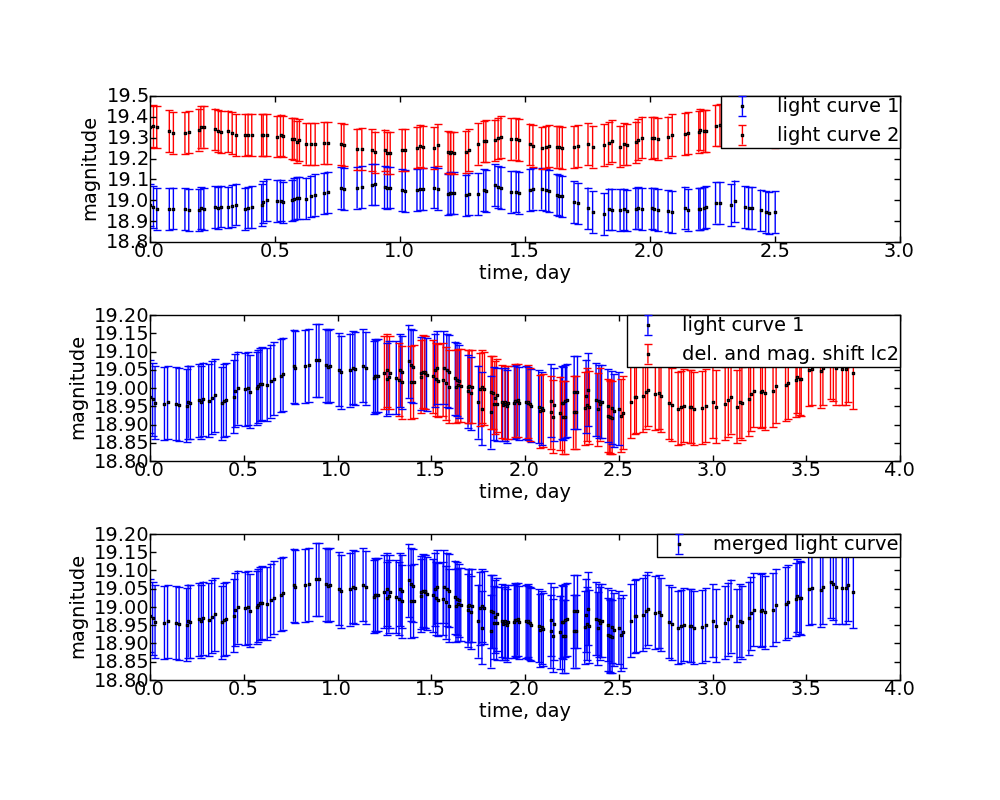 19.5
19.4
19.3
19.2
19.1
19.0
18.9
18.8
magnitude
light curve 1
light curve 2
0.0 0.5 1.0 1.5 2.0 2.5 3.0
time, day
19.20
19.15
19.10
19.05
19.00
18.95
18.90
18.85
18.80
magnitude
light curve 1
del. and mag. shift lc2
0.0 0.5 1.0 1.5 2.0 2.5 3.0 3.5 4.0
time, day
19.20
19.15
19.10
19.05
19.00
18.95
18.90
18.85
18.80
magnitude
merged light curve
0.0 0.5 1.0 1.5 2.0 2.5 3.0 3.5 4.0
time, day